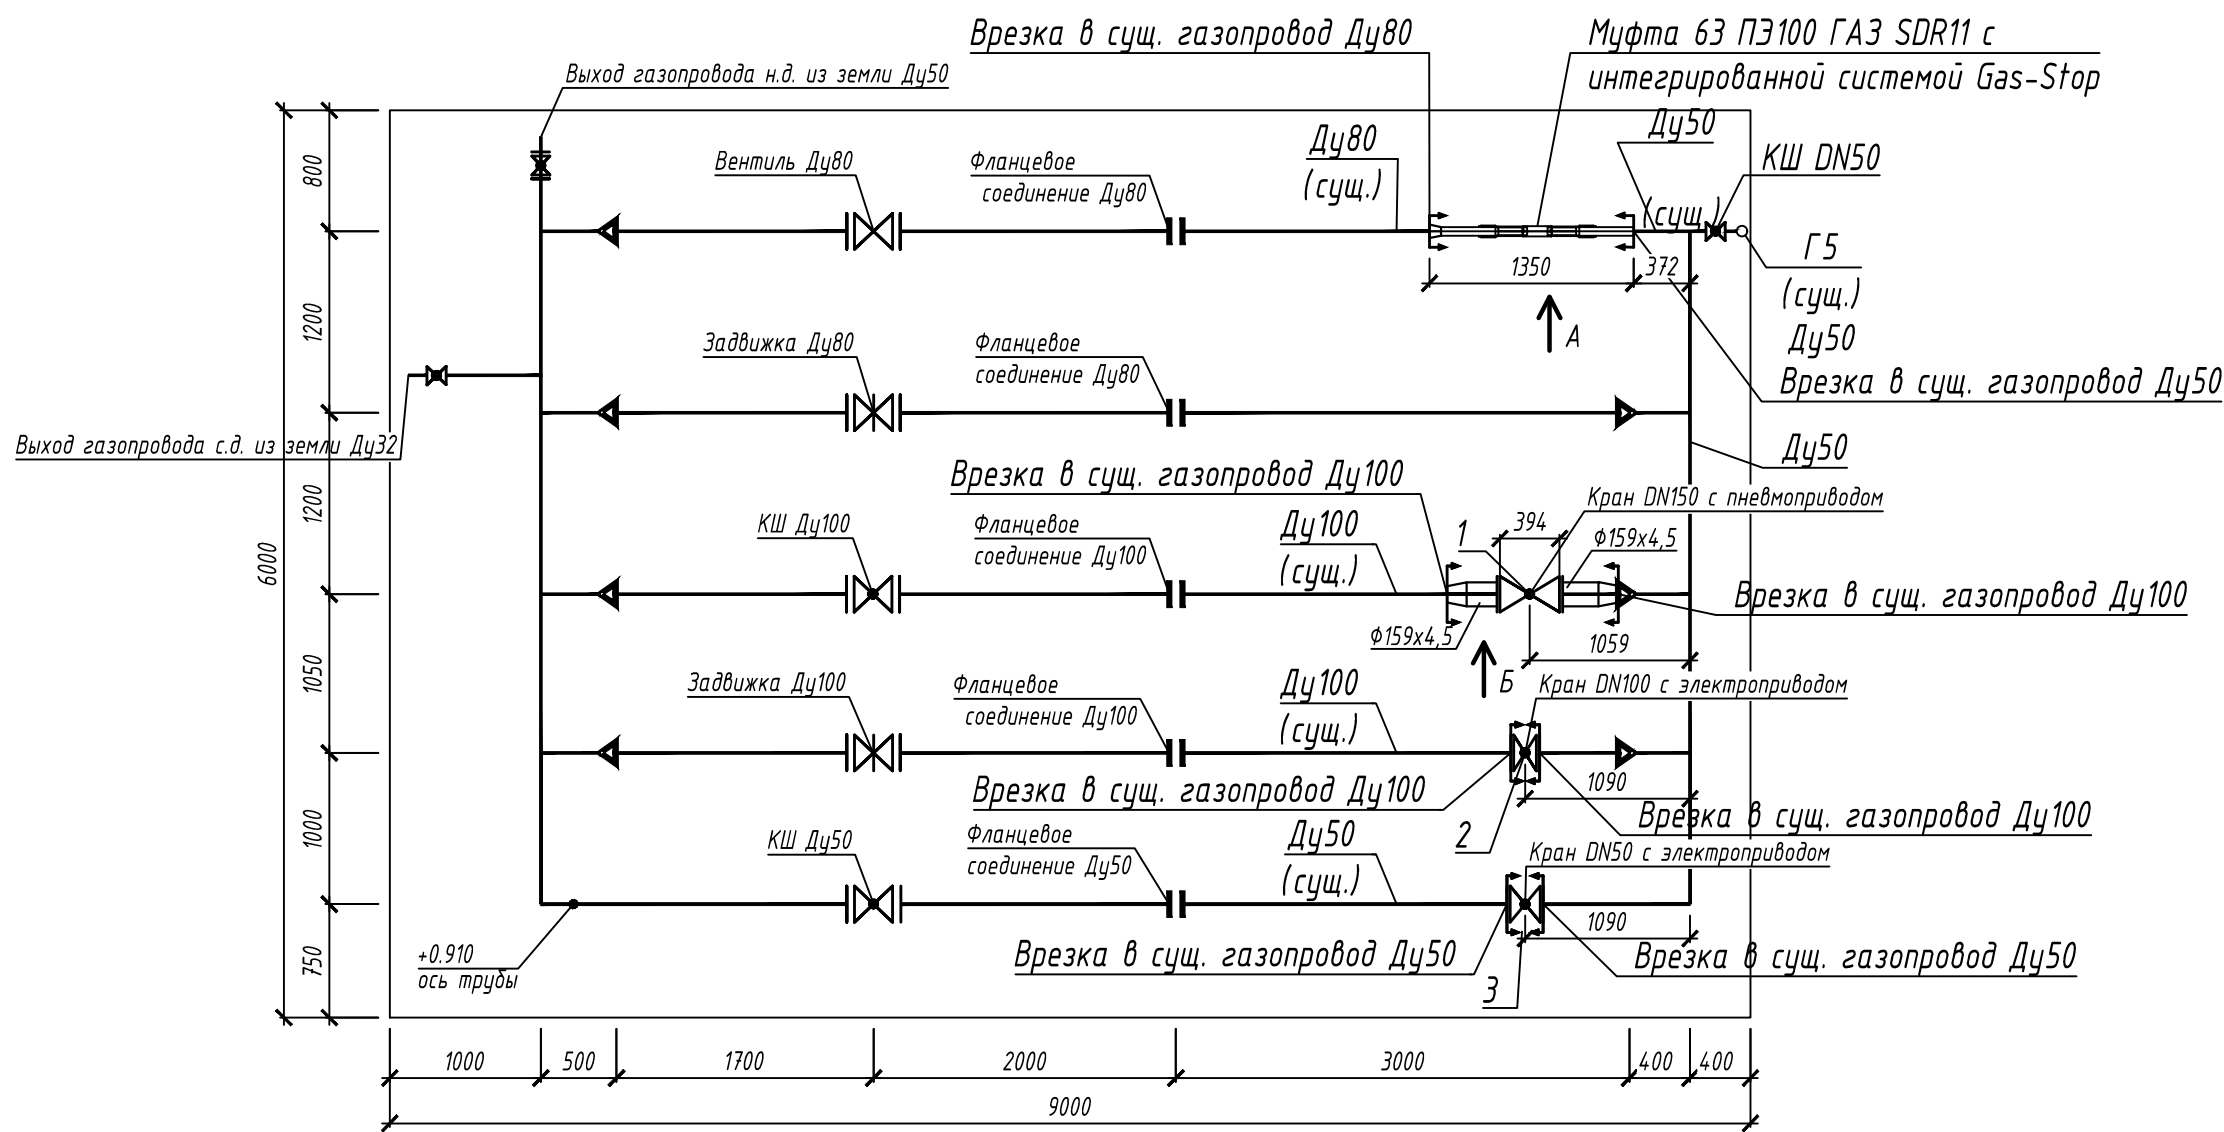 Врезка в сущ. газопровод Ду80
Муфта 63 ПЭ100 ГАЗ SDR11 с
интегрированной системой Gas-Stop
Выход газопровода н.д. из земли Ду50
Ду50
Ду80
(сущ.)
КШ DN50
Вентиль Ду80
Фланцевое
соединение Ду80
(сущ.)
800
Г5
(сущ.)
Ду50
1350
372
А
1200
Задвижка Ду80
Фланцевое
соединение Ду80
Врезка в сущ. газопровод Ду50
Выход газопровода с.д. из земли Ду32
Ду50
Врезка в сущ. газопровод Ду100
Кран DN150 с пневмоприводом
1200
КШ Ду100
Фланцевое
соединение Ду100
Ду100
(сущ.)
1
394
Ф159х4,5
6000
Врезка в сущ. газопровод Ду100
Ф159х4,5
1059
Б
1050
Задвижка Ду100
Фланцевое
соединение Ду100
Ду100
(сущ.)
Кран DN100 с электроприводом
1090
Врезка в сущ. газопровод Ду100
Врезка в сущ. газопровод Ду100
2
1000
КШ Ду50
Фланцевое
соединение Ду50
Ду50
(сущ.)
Кран DN50 с электроприводом
1090
+0.910
ось трубы
Врезка в сущ. газопровод Ду50
Врезка в сущ. газопровод Ду50
3
750
1000
500
1700
2000
3000
400
400
9000